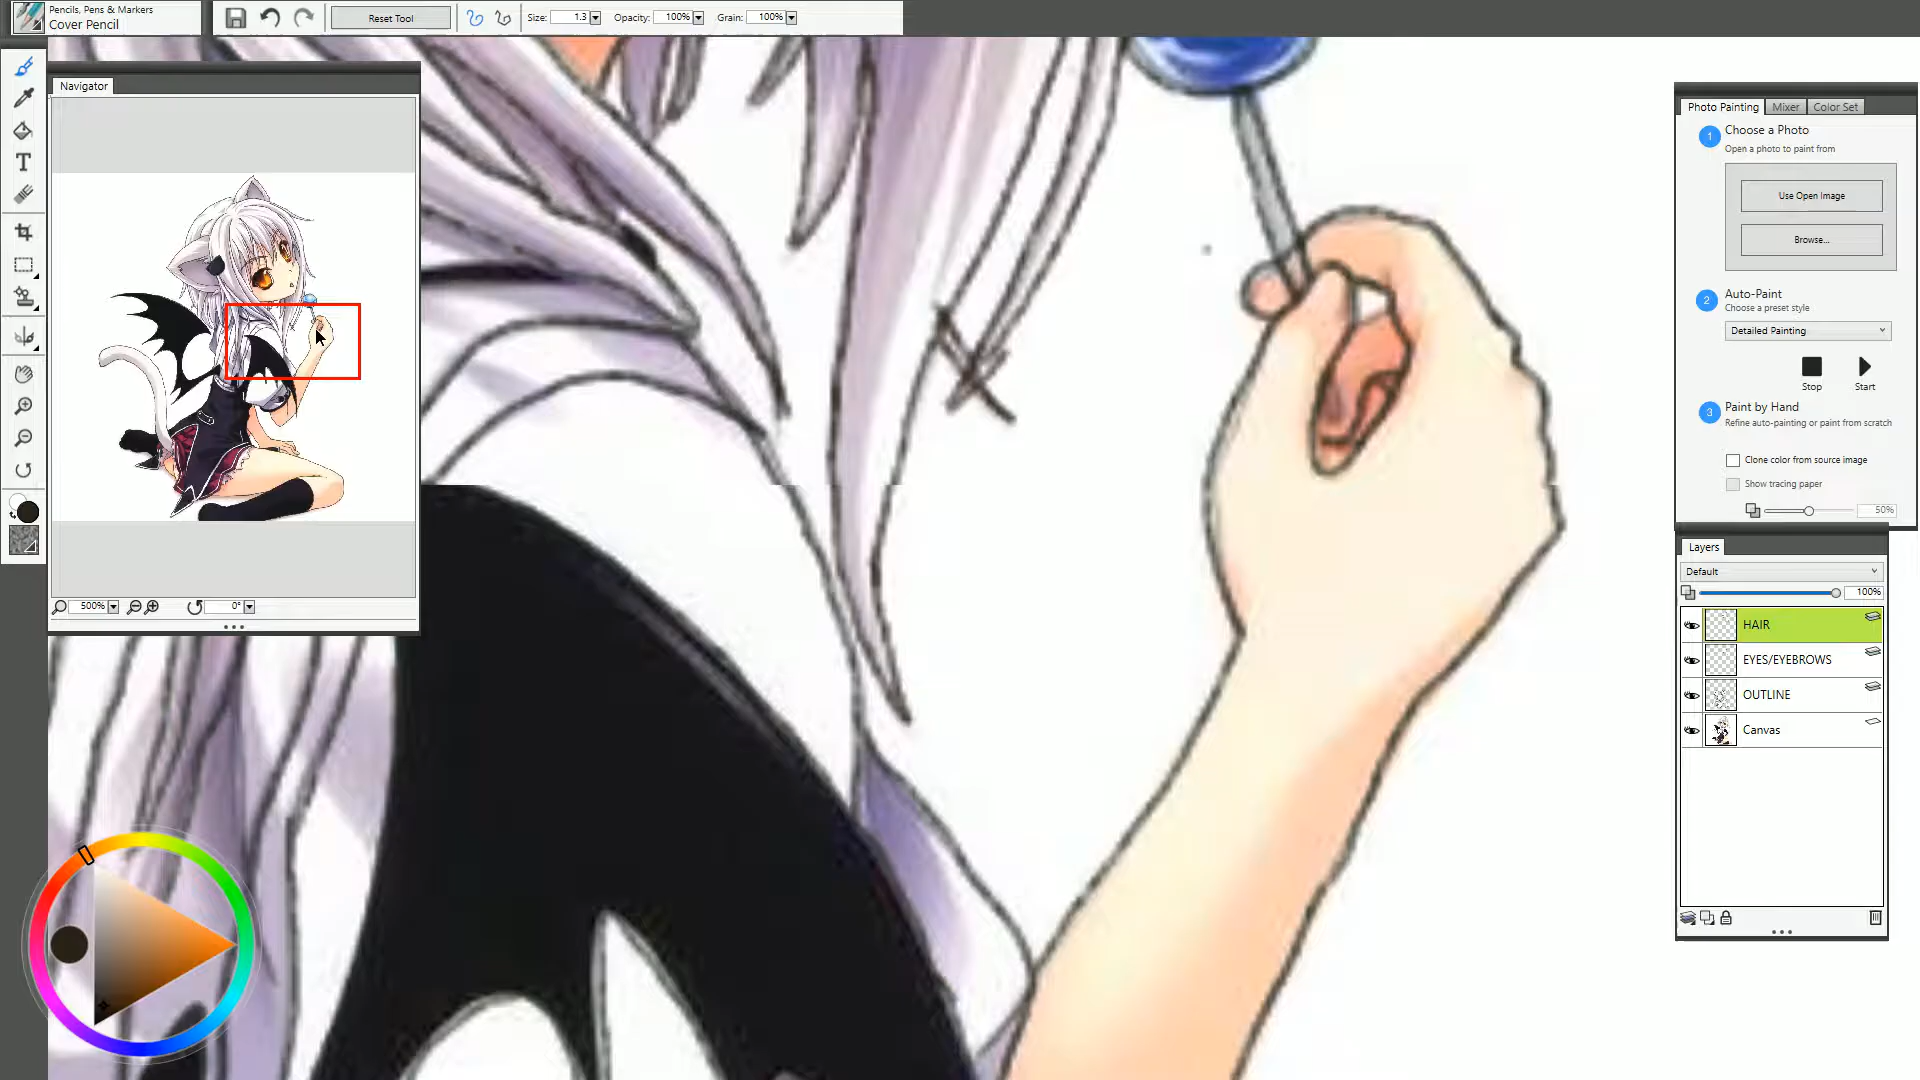 Pencils, Pens & Markers
Cover Pencil
Reset Tool
Size: 1.3
Opacity: 100%
Grain: 100%
Navigator
500%
0°
Photo Painting
Mixer
Color Set
1
Choose a Photo
Open a photo to paint from
Use Open Image
Browse...
2
Auto-Paint
Choose a preset style
Detailed Painting
Stop
Start
3
Paint by Hand
Refine auto-painting or paint from scratch
Clone color from source image
Show tracing paper
50%
Layers
Default
100%
HAIR
EYES/EYEBROWS
OUTLINE
Canvas